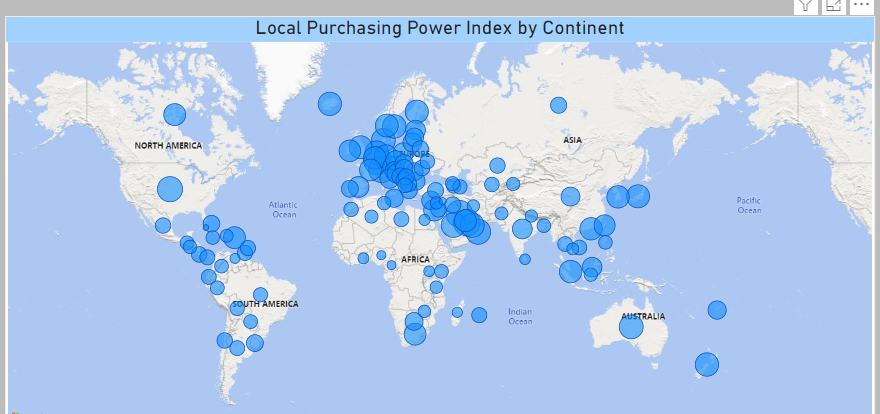 Local Purchasing Power Index by Continent
NORTH AMERICA
EUROPE
ASIA
Atlantic
Ocean
Pacific
Ocean
AFRICA
SOUTH AMERICA
Indian
Ocean
AUSTRALIA